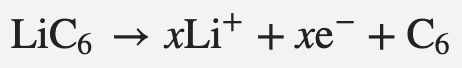 LiC₆ → xLi⁺ + xe⁻ + C₆